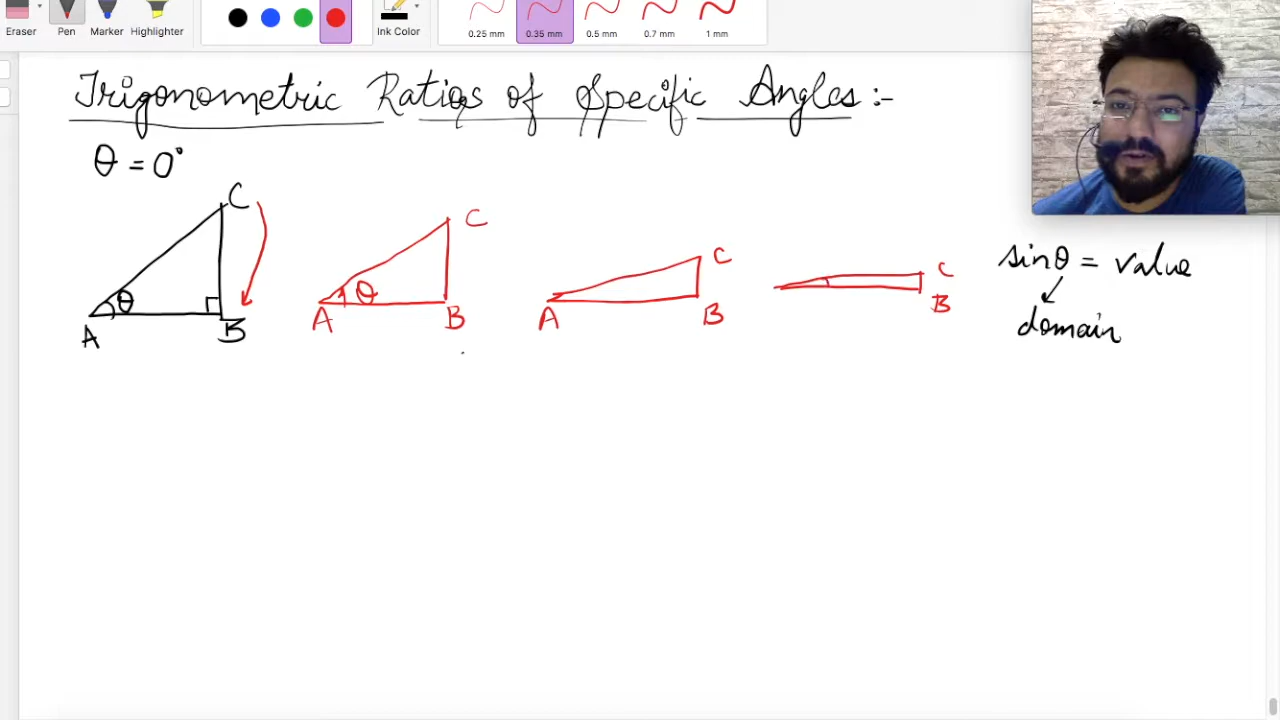 Eraser Pen Marker Highlighter Ink Color 0.25 mm 0.35 mm 0.5 mm 0.7 mm 1 mm
Trigonometric Ratios of Specific Angles :-
θ = 0°
C C C C
θ θ
A B A B A B B
sinθ = value
domain